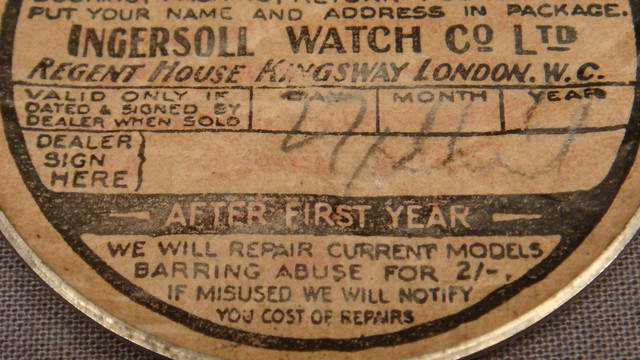 PUT YOUR NAME AND ADDRESS IN PACKAGE.
INGERSOLL WATCH CO LTD
REGENT HOUSE KINGSWAY LONDON. W.C.
VALID ONLY IF DATED & SIGNED BY DEALER WHEN SOLD
DAY MONTH YEAR
DEALER SIGN HERE
— AFTER FIRST YEAR —
WE WILL REPAIR CURRENT MODELS
BARRING ABUSE FOR 2/-,
IF MISUSED WE WILL NOTIFY
YOU COST OF REPAIRS